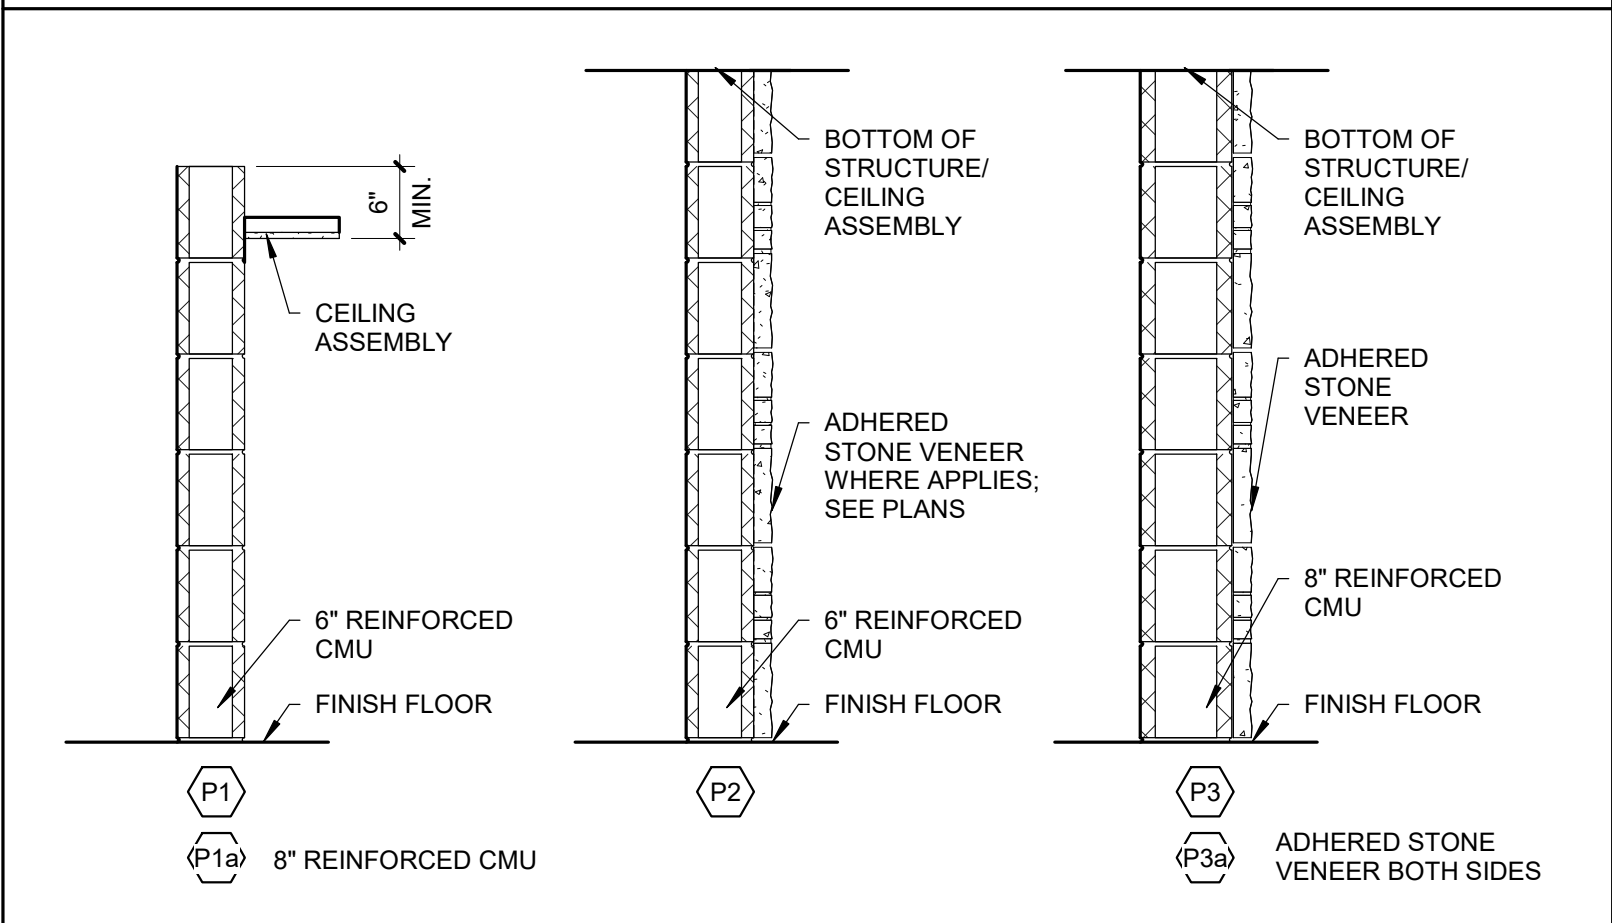 6"
MIN.
CEILING
ASSEMBLY
6" REINFORCED
CMU
FINISH FLOOR
P1
P1a
8" REINFORCED CMU
BOTTOM OF
STRUCTURE/
CEILING
ASSEMBLY
ADHERED
STONE VENEER
WHERE APPLIES;
SEE PLANS
6" REINFORCED
CMU
FINISH FLOOR
P2
BOTTOM OF
STRUCTURE/
CEILING
ASSEMBLY
ADHERED
STONE
VENEER
8" REINFORCED
CMU
FINISH FLOOR
P3
P3a
ADHERED STONE
VENEER BOTH SIDES